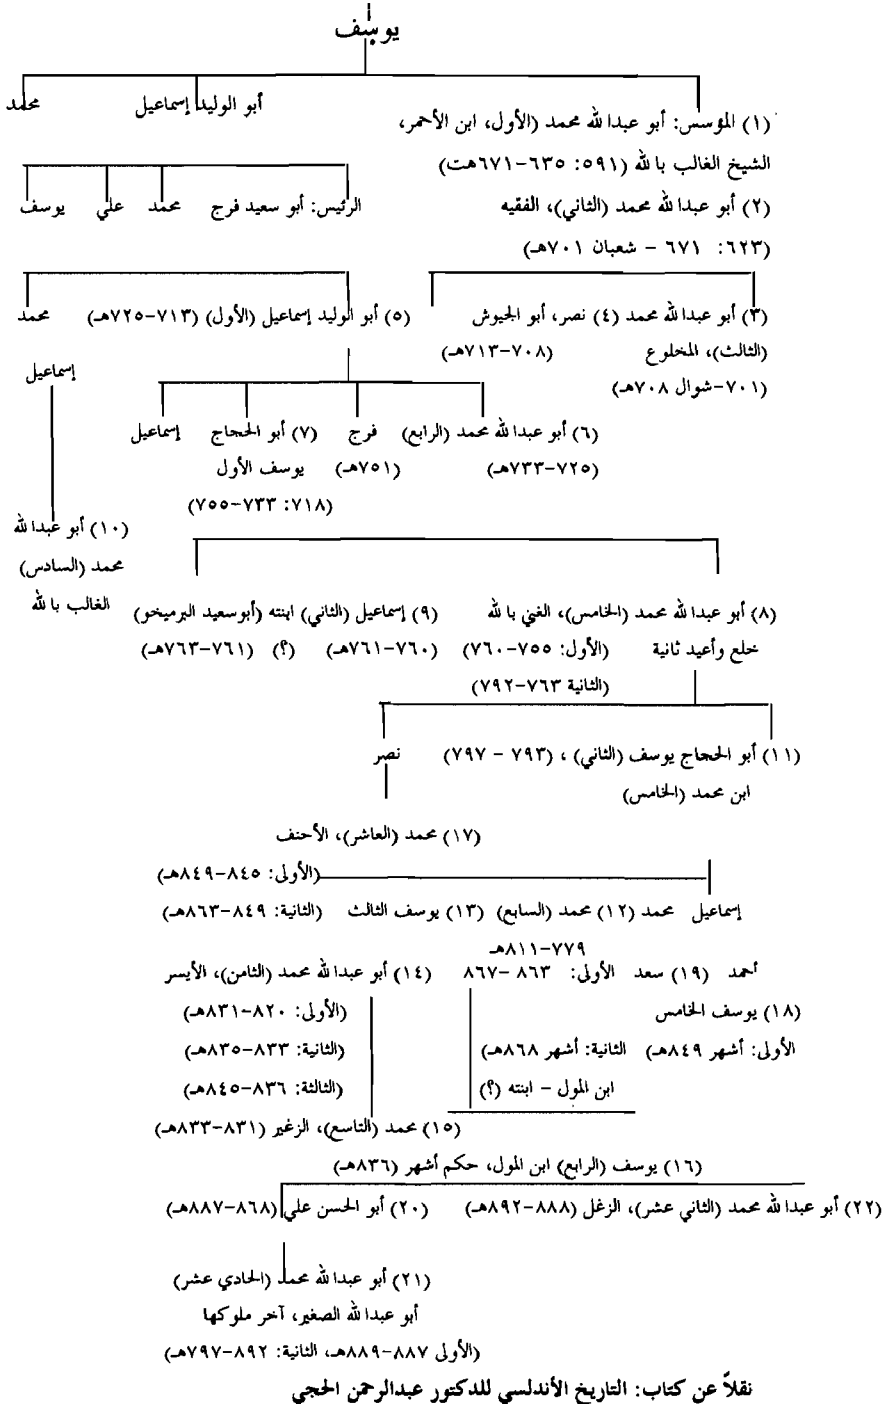 يوسف
أبو الوليد إسماعيل محمد
(١) المؤسس: أبو عبدالله محمد (الأول، ابن الأحمر،
الشيخ الغالب بالله (٥٩١: ٦٣٥-٦٧١هت)
(٢) أبو عبدالله محمد (الثاني)، الفقيه الرئيس: أبو سعيد فرج محمد علي يوسف
(٦٢٣: ٦٧١ - شعبان ٧٠١هـ)
(٣) أبو عبدالله محمد (٤) نصر، أبو الجيوش (٥) أبو الوليد إسماعيل (الأول) (٧١٣-٧٢٥هـ) محمد
(الثالث)، المخلوع (٧٠٨-٧١٣هـ)
إسماعيل
(٧٠١-شوال ٧٠٨هـ)
(٦) أبو عبدالله محمد (الرابع) فرج (٧) أبو الحجاج إسماعيل
(٧٢٥-٧٣٣هـ) (٧٥١هـ) يوسف الأول
(٧١٨: ٧٣٣-٧٥٥)
(١٠) أبو عبدالله
محمد (السادس)
الغالب بالله
(٨) أبو عبدالله محمد (الخامس)، الغني بالله (٩) إسماعيل (الثاني) ابنته (أبوسعيد البرميخو)
خلع وأعيد ثانية (الأول: ٧٥٥-٧٦٠) (٧٦٠-٧٦١هـ) (؟) (٧٦١-٧٦٣هـ)
(الثانية ٧٦٣-٧٩٢)
(١١) أبو الحجاج يوسف (الثاني) ، (٧٩٣ - ٧٩٧) نصر
ابن محمد (الخامس)
(١٧) محمد (العاشر)، الأحنف
(الأولى: ٨٤٥-٨٤٩هـ)
إسماعيل محمد (١٢) محمد (السابع) (١٣) يوسف الثالث (الثانية: ٨٤٩-٨٦٣هـ)
٧٧٩-٨١١هـ
أحمد (١٩) سعد الأولى: ٨٦٣ -٨٦٧ (١٤) أبو عبدالله محمد (الثامن)، الأيسر
(١٨) يوسف الخامس (الأولى: ٨٢٠-٨٣١هـ)
الأولى: أشهر ٨٤٩هـ) الثانية: أشهر ٨٦٨هـ) (الثانية: ٨٣٣-٨٣٥هـ)
ابن المول - ابنته (؟) (الثالثة: ٨٣٦-٨٤٥هـ)
(١٥) محمد (التاسع)، الزغير (٨٣١-٨٣٣هـ)
(١٦) يوسف (الرابع) ابن المول، حكم أشهر (٨٣٦هـ)
(٢٢) أبو عبدالله محمد (الثاني عشر)، الزغل (٨٨٨-٨٩٢هـ) (٢٠) أبو الحسن علي (٨٦٨-٨٨٧هـ)
(٢١) أبو عبدالله محمد (الحادي عشر)
أبو عبدالله الصغير، آخر ملوكها
(الأولى ٨٨٧-٨٨٩هـ، الثانية: ٨٩٢-٧٩٧هـ)
نقلاً عن كتاب: التاريخ الأندلسي للدكتور عبدالرحمن الحجي